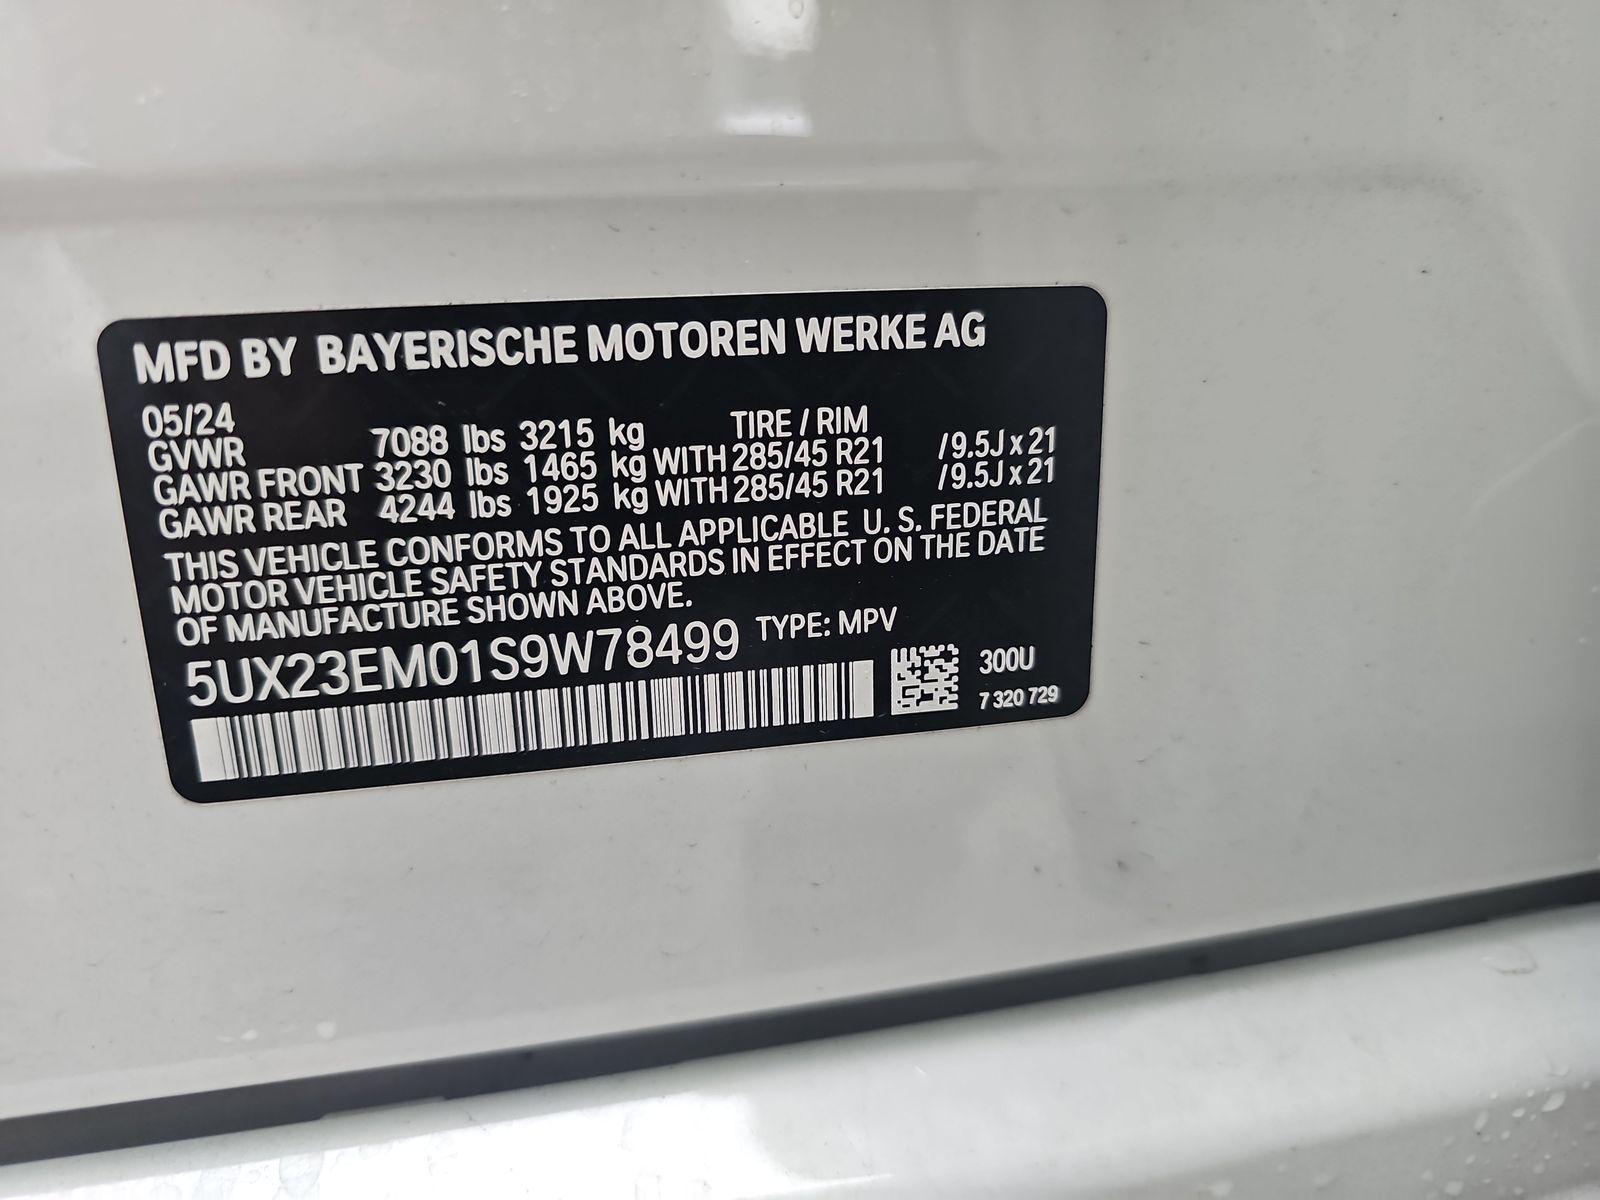 MFD BY BAYERISCHE MOTOREN WERKE AG
05/24 TIRE / RIM
GVWR 7088 lbs 3215 kg
GAWR FRONT 3230 lbs 1465 kg WITH 285/45 R21 /9.5J x 21
GAWR REAR 4244 lbs 1925 kg WITH 285/45 R21 /9.5J x 21
THIS VEHICLE CONFORMS TO ALL APPLICABLE U. S. FEDERAL
MOTOR VEHICLE SAFETY STANDARDS IN EFFECT ON THE DATE
OF MANUFACTURE SHOWN ABOVE.
5UX23EM01S9W78499 TYPE: MPV
300U
7 320 729